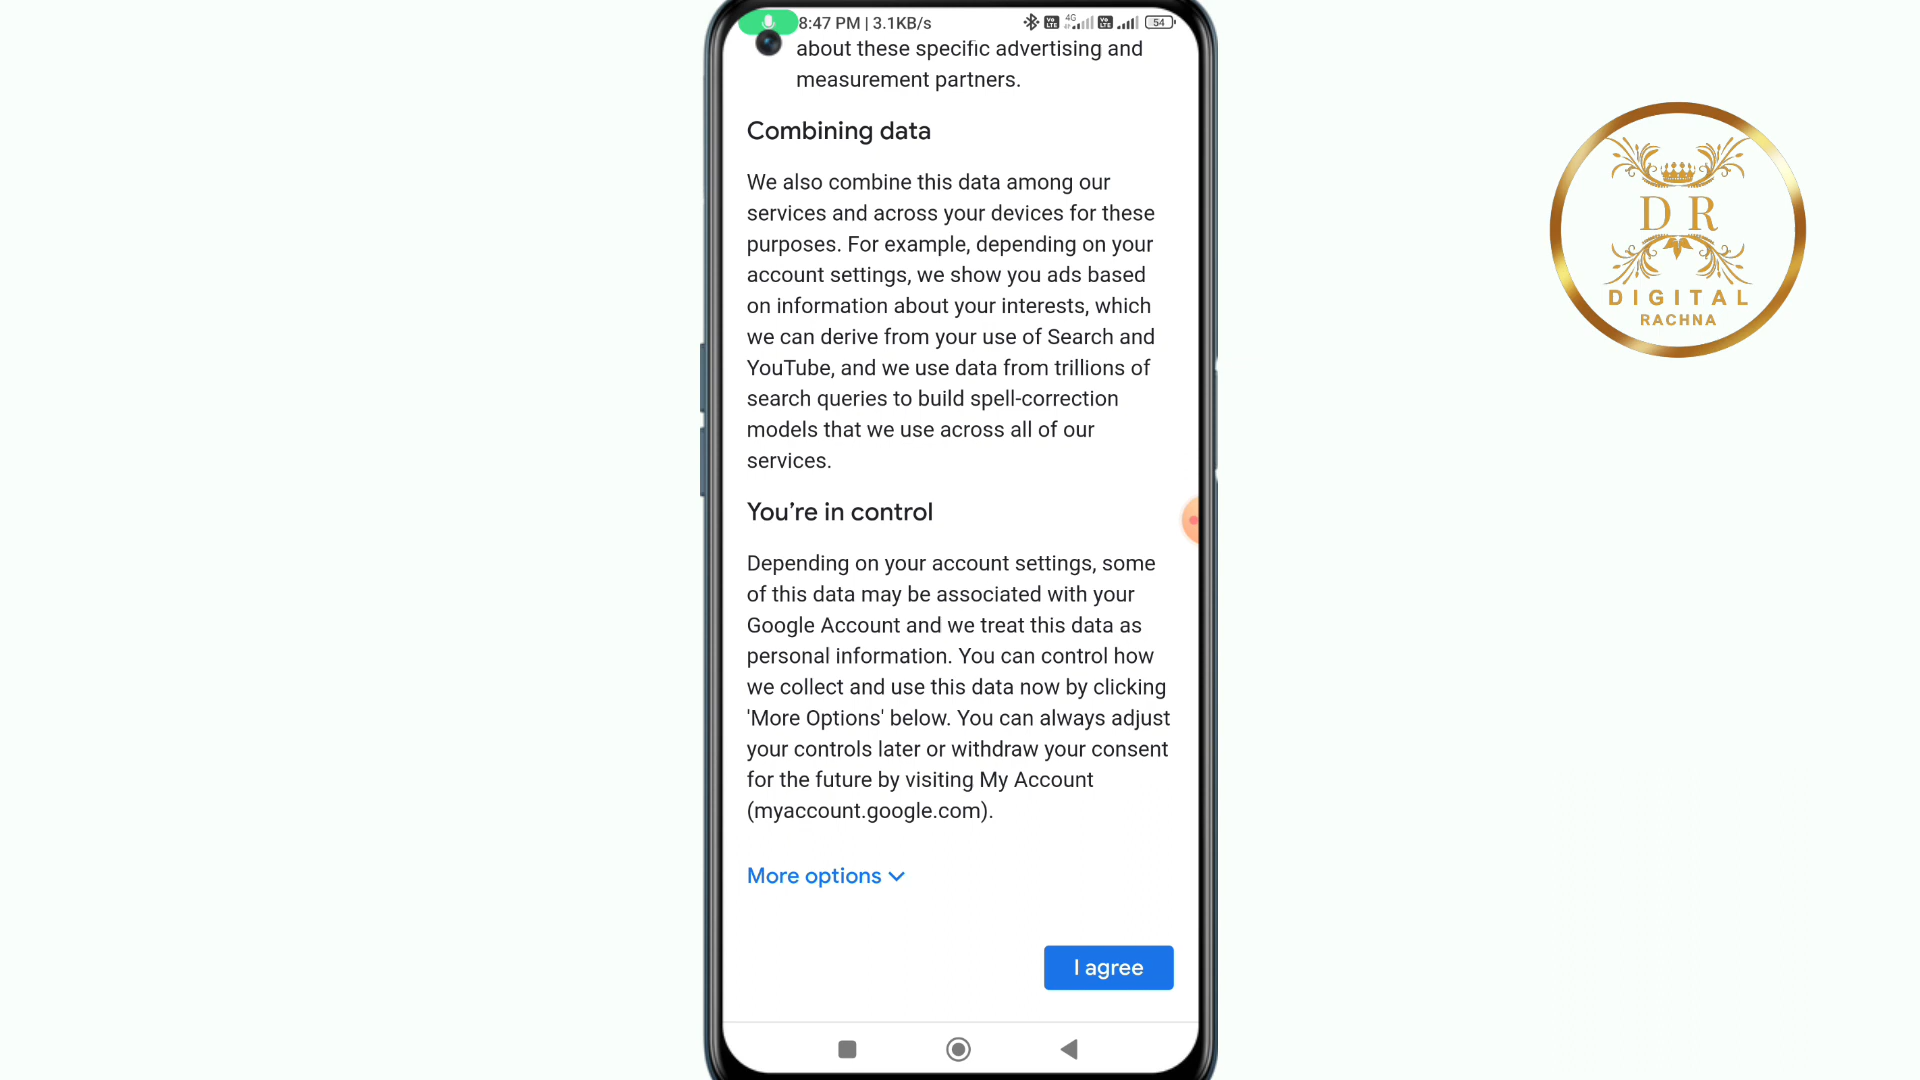 8:47 PM | 3.1KB/s
4G
54
about these specific advertising and
measurement partners.
Combining data
We also combine this data among our
services and across your devices for these
purposes. For example, depending on your
account settings, we show you ads based
on information about your interests, which
we can derive from your use of Search and
YouTube, and we use data from trillions of
search queries to build spell-correction
models that we use across all of our
services.
You’re in control
Depending on your account settings, some
of this data may be associated with your
Google Account and we treat this data as
personal information. You can control how
we collect and use this data now by clicking
'More Options' below. You can always adjust
your controls later or withdraw your consent
for the future by visiting My Account
(myaccount.google.com).
More options
I agree
D R
DIGITAL
RACHNA